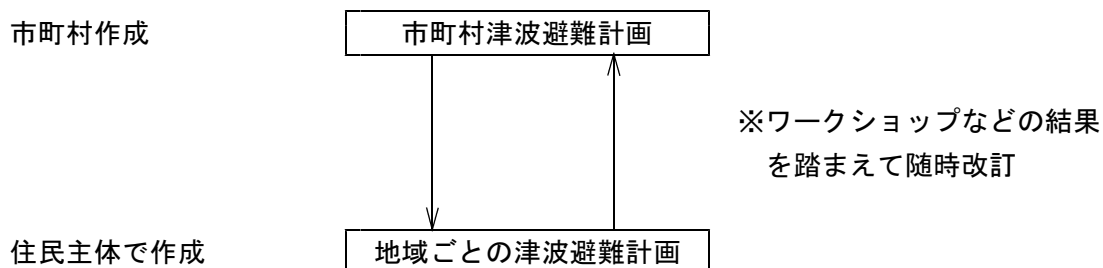 市町村作成
市町村津波避難計画
※ワークショップなどの結果
を踏まえて随時改訂
住民主体で作成
地域ごとの津波避難計画